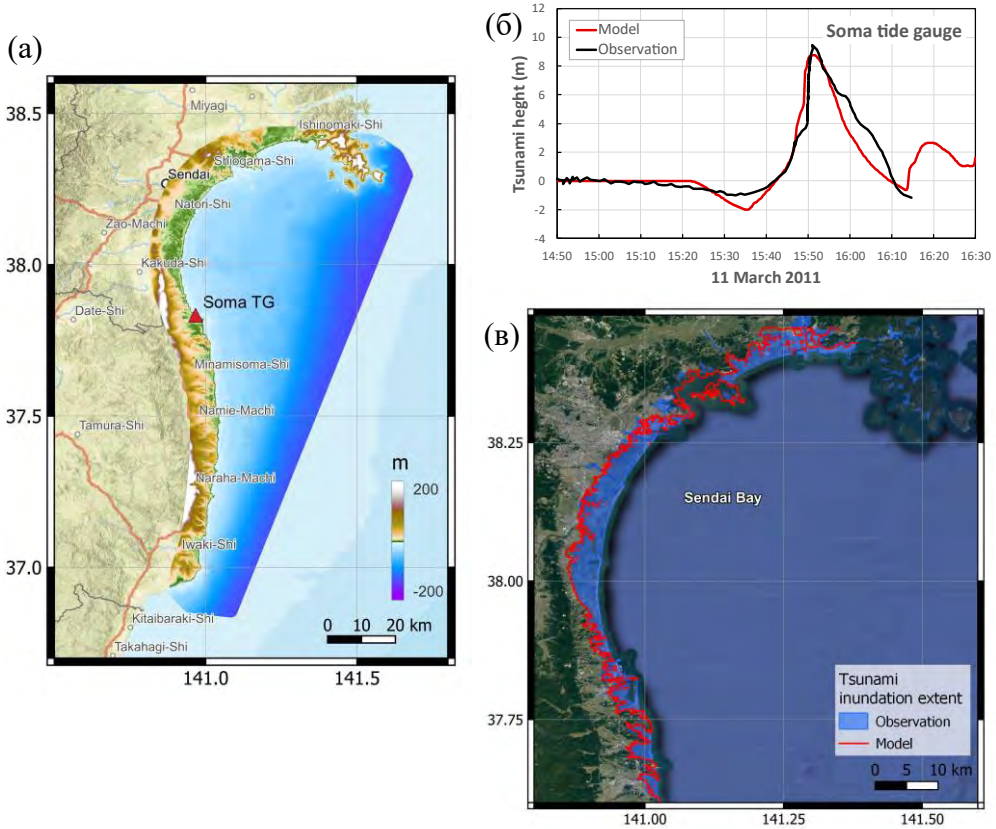 (а)
38.5
38.0
37.5
37.0
141.0
141.5
Miyagi
Ishinomaki-Shi
Shiogama-Shi
Sendai
Natori-Shi
Zao-Machi
Kakuda-Shi
Soma TG
Date-Shi
Minamisoma-Shi
Namie-Machi
Tamura-Shi
Naraha-Machi
Iwaki-Shi
Kitaibaraki-Shi
Takahagi-Shi
m
200
-200
0 10 20 km
(б)
Soma tide gauge
Model
Observation
Tsunami heght (m)
12
10
8
6
4
2
0
-2
-4
14:50 15:00 15:10 15:20 15:30 15:40 15:50 16:00 16:10 16:20 16:30
11 March 2011
(в)
38.25
38.00
37.75
Sendai Bay
Tsunami
inundation extent
Observation
Model
0 5 10 km
141.00 141.25 141.50